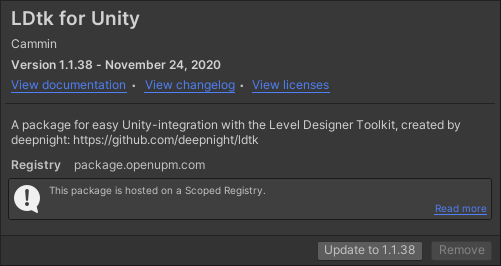 LDtk for Unity
Cammin
Version 1.1.38 - November 24, 2020
View documentation • View changelog • View licenses
A package for easy Unity-integration with the Level Designer Toolkit, created by
deepnight: https://github.com/deepnight/ldtk
Registry package.openupm.com
This package is hosted on a Scoped Registry.
Read more
Update to 1.1.38 Remove